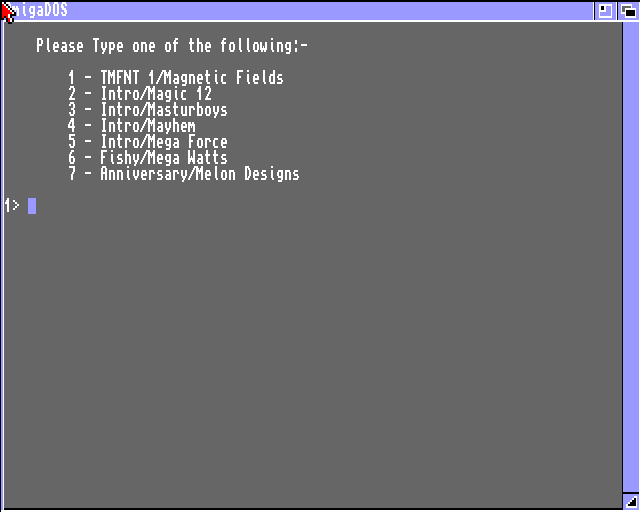 migaDOS
Please Type one of the following:-
1 - TMFNT 1/Magnetic Fields
2 - Intro/Magic 12
3 - Intro/Masturboys
4 - Intro/Mayhem
5 - Intro/Mega Force
6 - Fishy/Mega Watts
7 - Anniversary/Melon Designs
1>